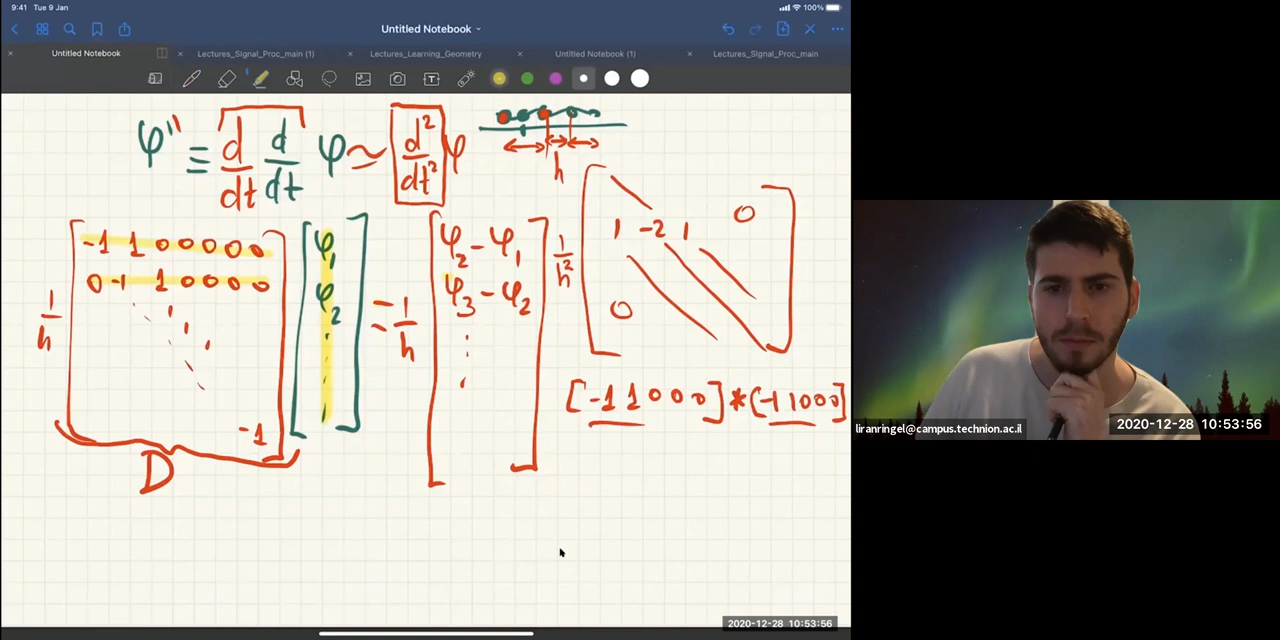 9:41 Tue 9 Jan
100%
Untitled Notebook
Untitled Notebook
Lectures_Signal_Proc_main (1)
Lectures_Learning_Geometry
Untitled Notebook (1)
Lectures_SIgnal_Proc_main
φ" ≡ d/dt d/dt φ ≃ d²/dt² φ
h
1/h [ -1 1 0 0 0 0 0
0 -1 1 0 0 0 0
-1 ]
[ φ1
φ2 ]
= 1/h [ φ2 - φ1
φ3 - φ2 ]
1/h² [ 1 -2 1 0
0 ]
[-1 1 0 0 0] * [-1 1 0 0 0]
D
liranringel@campus.technion.ac.il
2020-12-28 10:53:56
2020-12-28 10:53:56